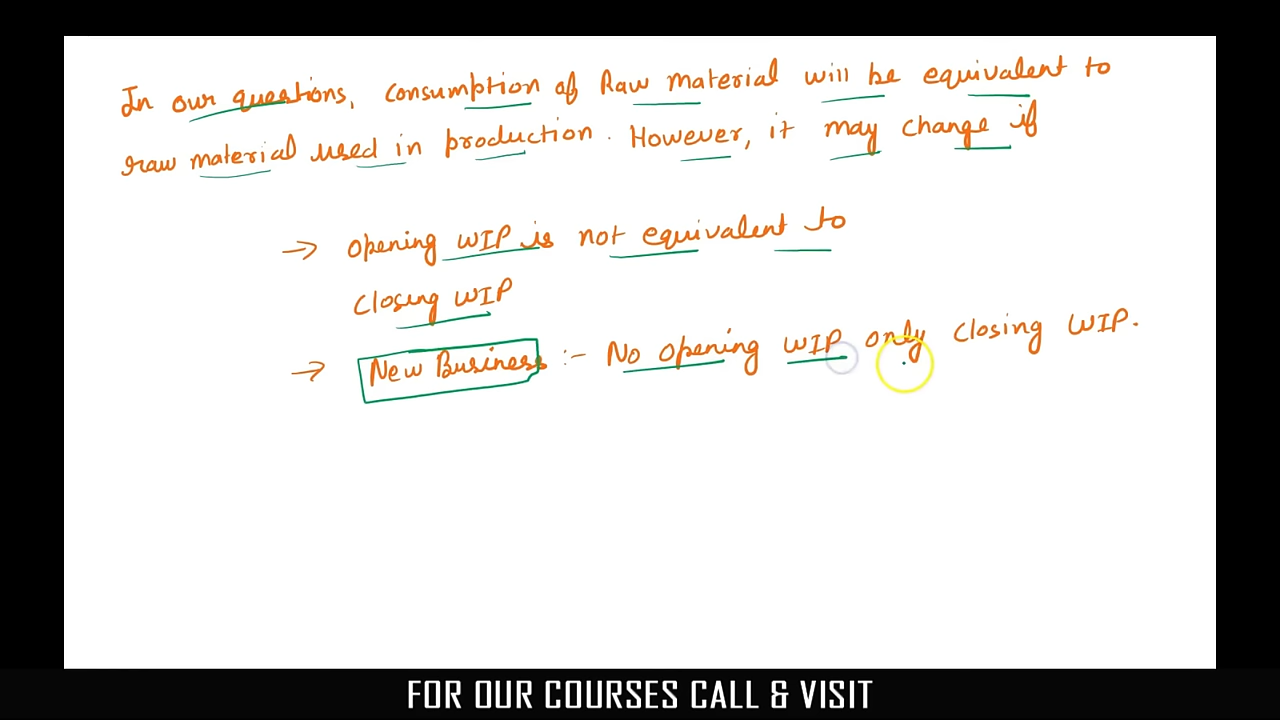 In our questions, consumption of Raw material will be equivalent to
raw material used in production. However, it may change if
→ opening WIP is not equivalent to
closing WIP
→ New Business :- No opening WIP only closing WIP.
FOR OUR COURSES CALL & VISIT